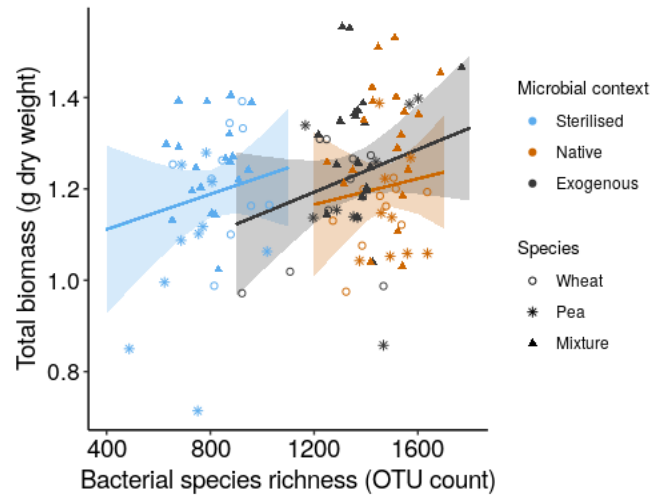 Total biomass (g dry weight)
1.4
1.2
1.0
0.8
400 800 1200 1600
Bacterial species richness (OTU count)
Microbial context
Sterilised
Native
Exogenous
Species
Wheat
Pea
Mixture